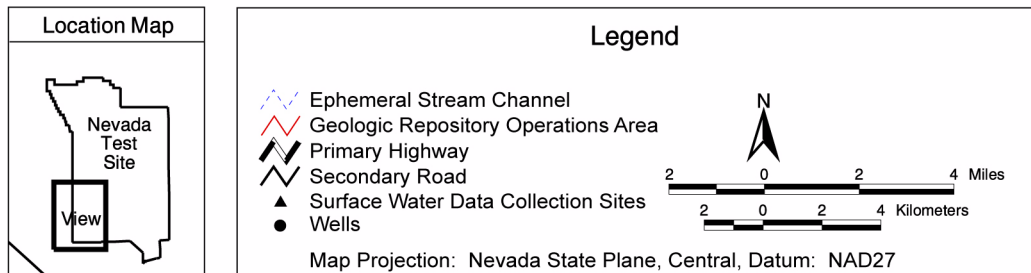 Location Map
Nevada
Test
Site
View
Legend
Ephemeral Stream Channel
Geologic Repository Operations Area
Primary Highway
Secondary Road
Surface Water Data Collection Sites
Wells
N
2 0 2 4 Miles
2 0 2 4 Kilometers
Map Projection: Nevada State Plane, Central, Datum: NAD27